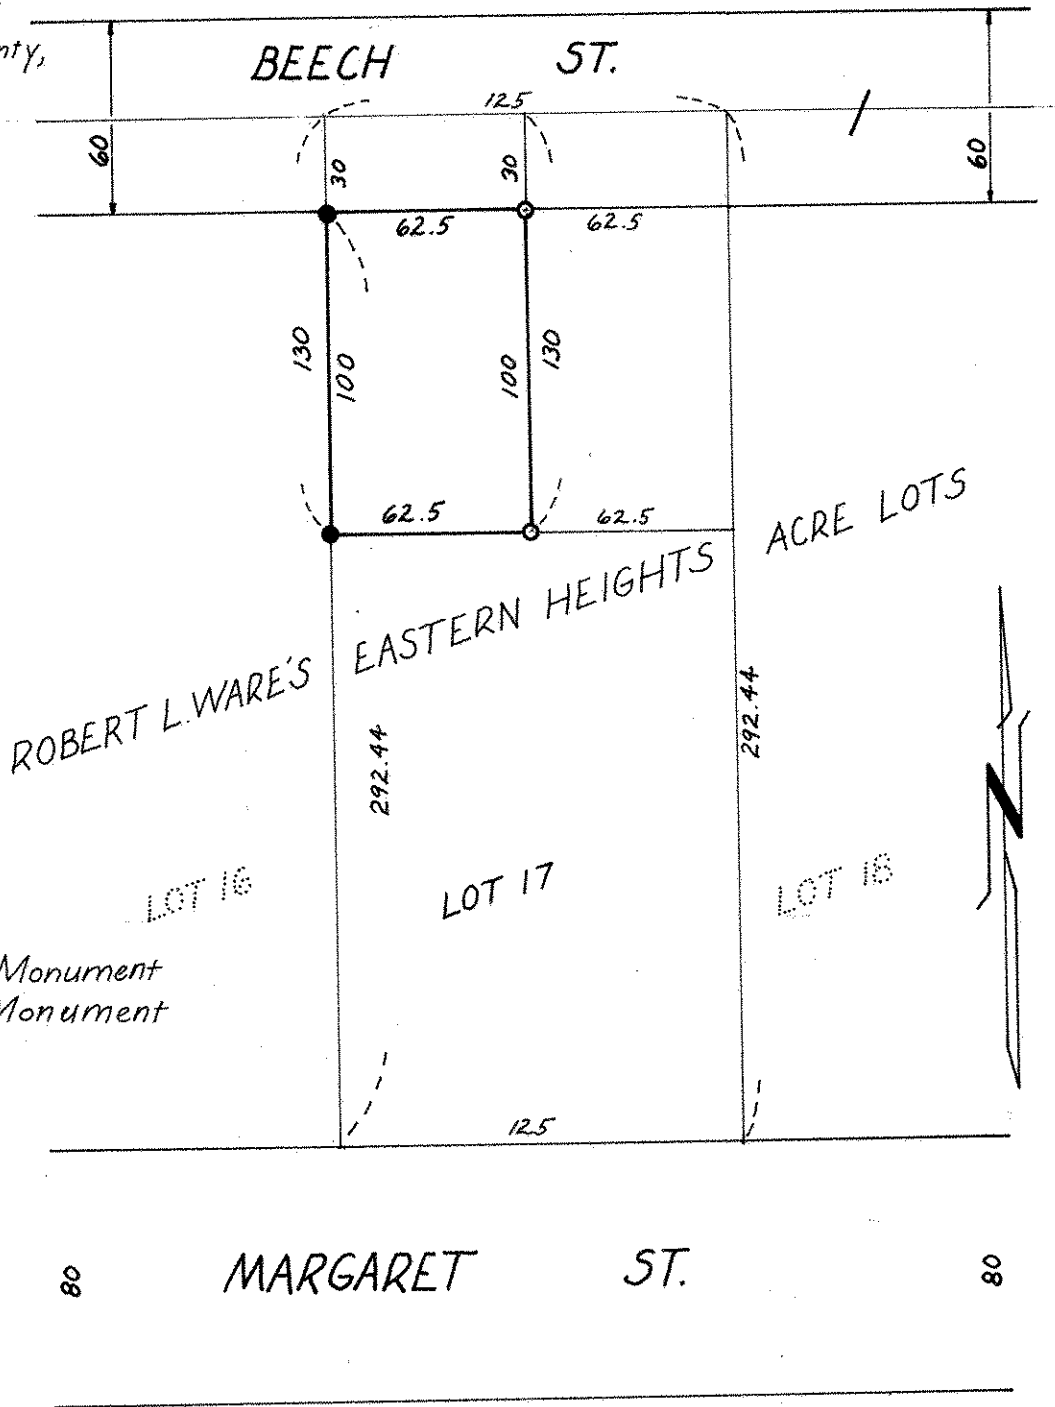 nty,
BEECH ST.
125
60
30
30
60
62.5
62.5
130
100
100
130
62.5
62.5
ROBERT L. WARE'S EASTERN HEIGHTS ACRE LOTS
292.44
292.44
N
LOT 16
LOT 17
LOT 18
Monument
Monument
125
80
MARGARET ST.
80